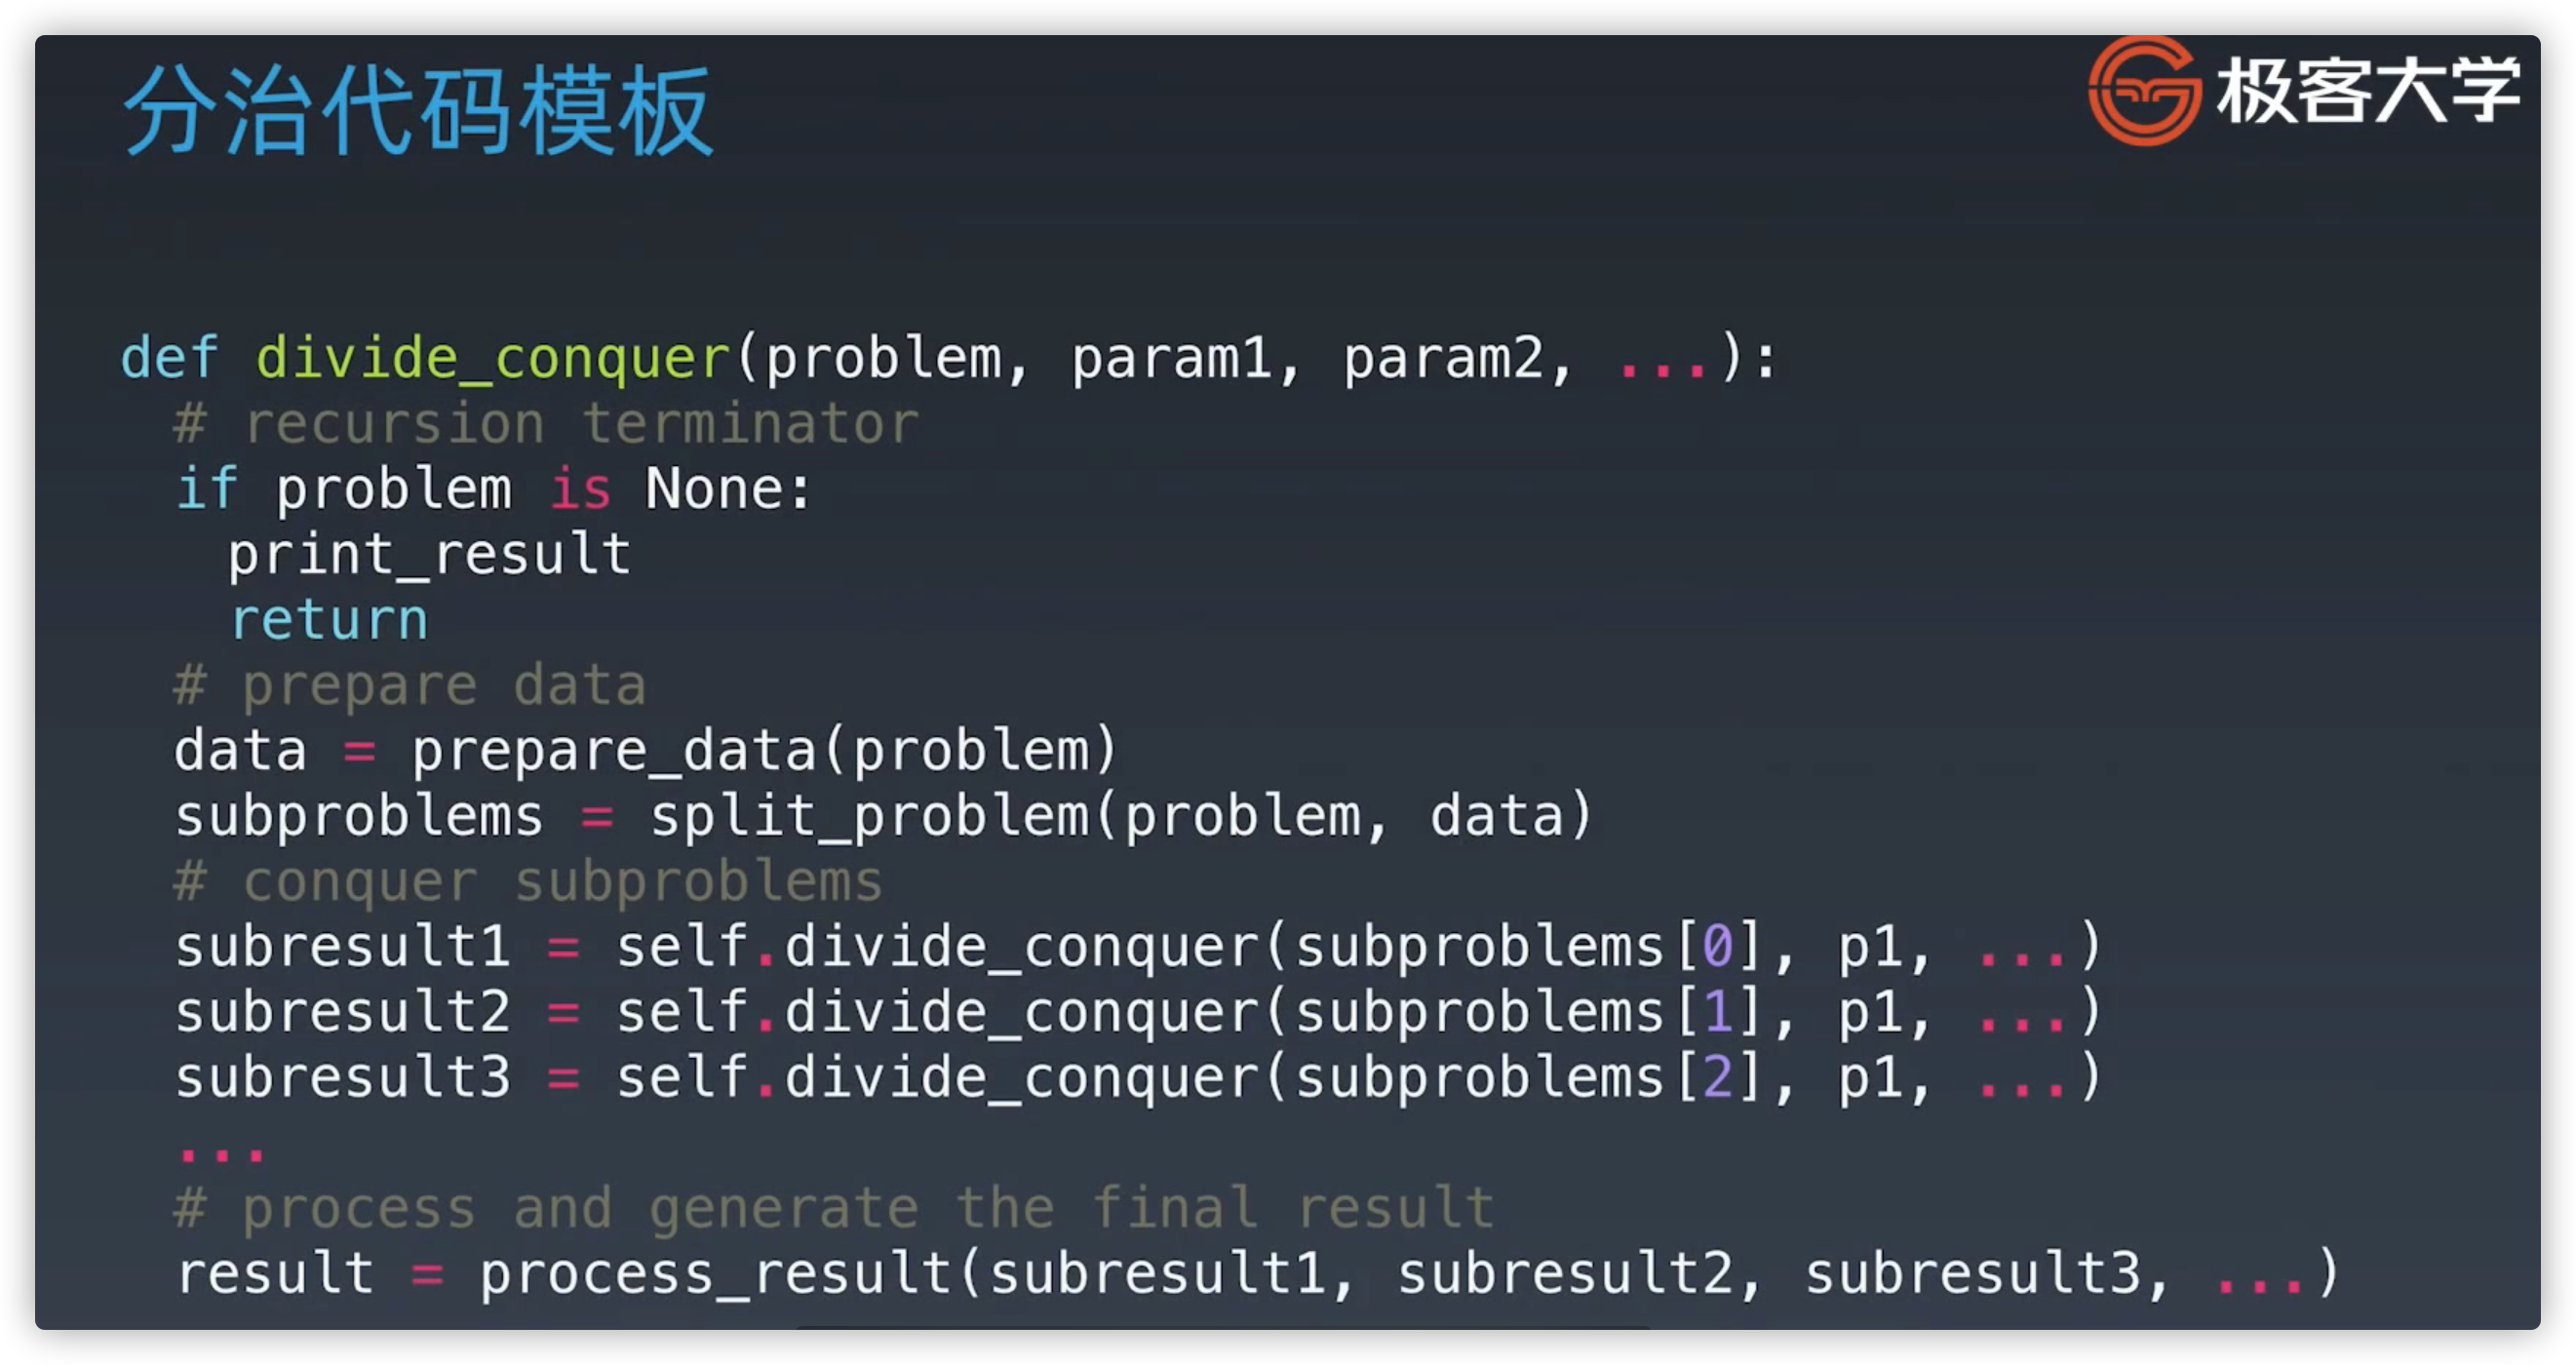 分治代码模板
极客大学
def divide_conquer(problem, param1, param2, ...):
  # recursion terminator
  if problem is None:
    print_result
    return
  # prepare data
  data = prepare_data(problem)
  subproblems = split_problem(problem, data)
  # conquer subproblems
  subresult1 = self.divide_conquer(subproblems[0], p1, ...)
  subresult2 = self.divide_conquer(subproblems[1], p1, ...)
  subresult3 = self.divide_conquer(subproblems[2], p1, ...)
  ...
  # process and generate the final result
  result = process_result(subresult1, subresult2, subresult3, ...)